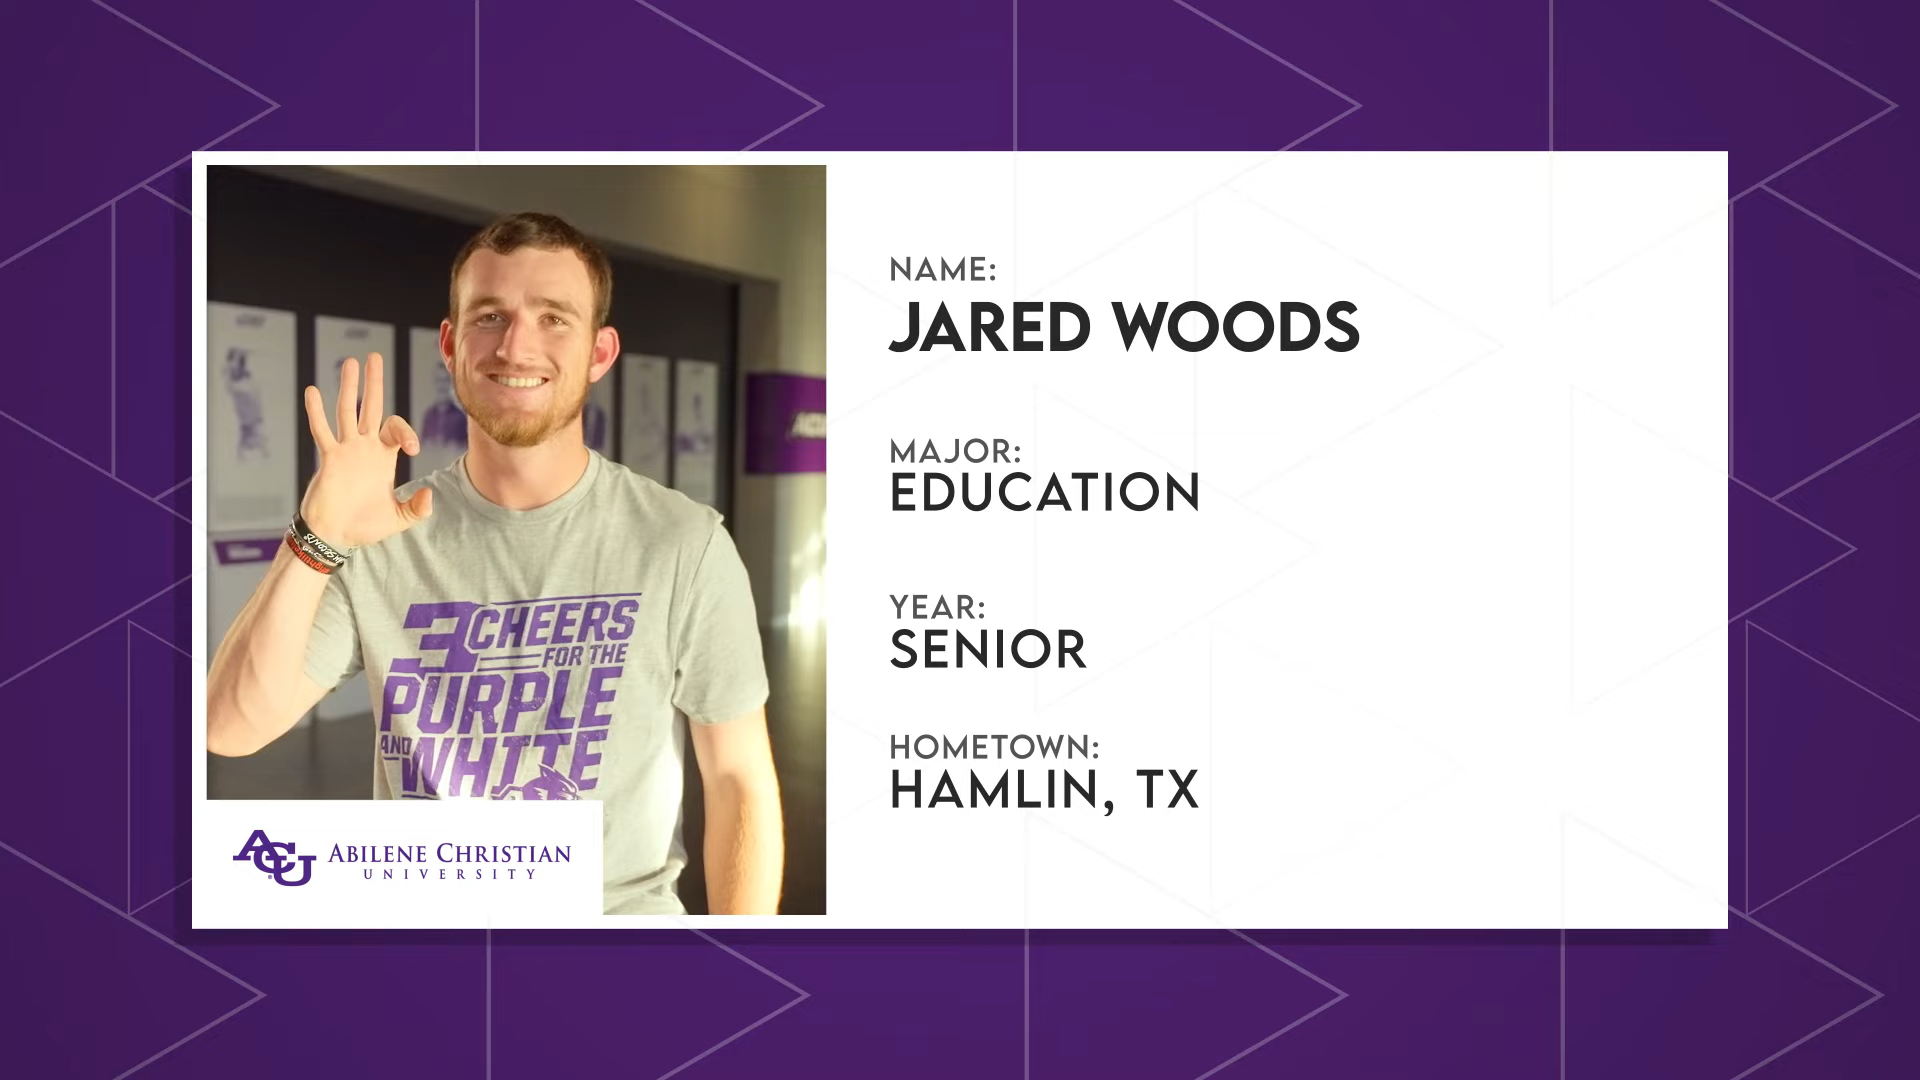 NAME:
JARED WOODS
MAJOR:
EDUCATION
YEAR:
SENIOR
HOMETOWN:
HAMLIN, TX
3 CHEERS
FOR THE
PURPLE
AND WHITE
ACU
ABILENE CHRISTIAN
UNIVERSITY